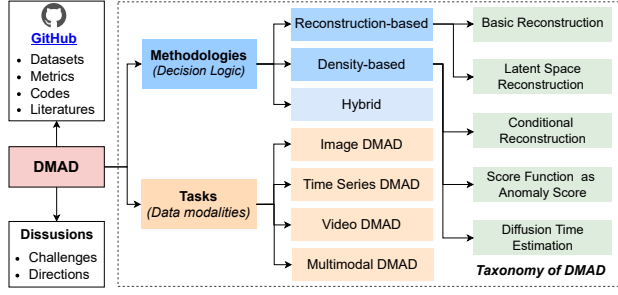 GitHub
• Datasets
• Metrics
• Codes
• Literatures
DMAD
Dissusions
• Challenges
• Directions
Methodologies
(Decision Logic)
Tasks
(Data modalities)
Reconstruction-based
Density-based
Hybrid
Image DMAD
Time Series DMAD
Video DMAD
Multimodal DMAD
Basic Reconstruction
Latent Space
Reconstruction
Conditional
Reconstruction
Score Function as
Anomaly Score
Diffusion Time
Estimation
Taxonomy of DMAD